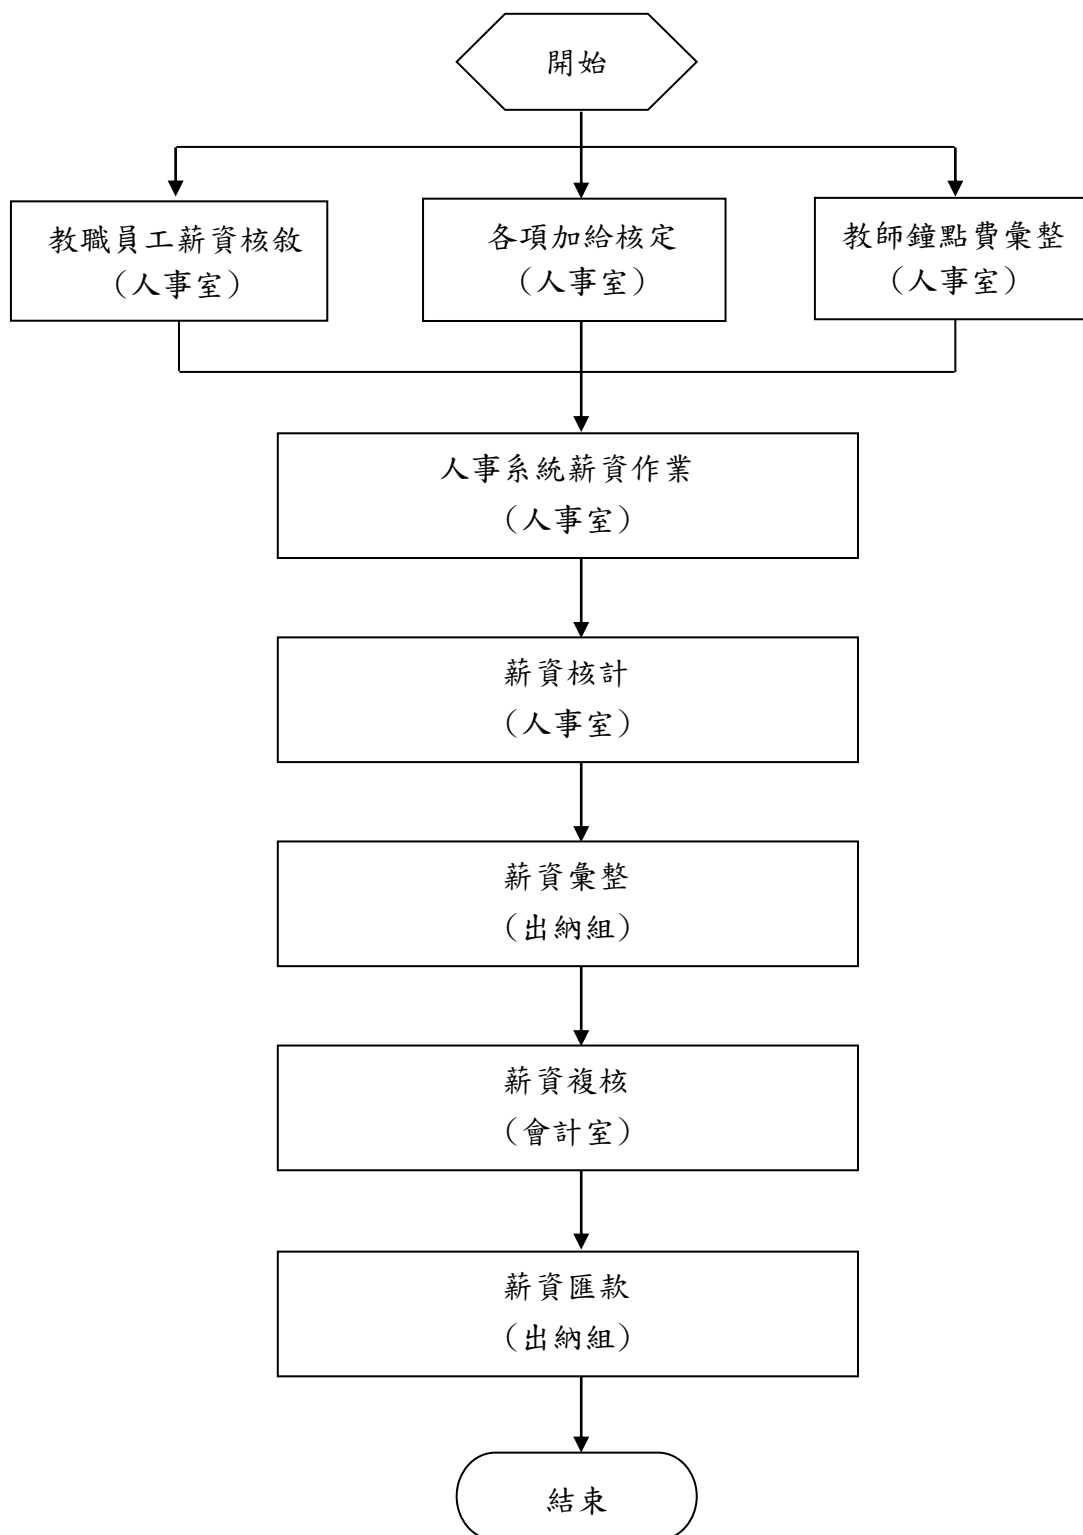 開始
教職員工薪資核敘
（人事室）
各項加給核定
（人事室）
教師鐘點費彙整
（人事室）
人事系統薪資作業
（人事室）
薪資核計
（人事室）
薪資彙整
（出納組）
薪資複核
（會計室）
薪資匯款
（出納組）
結束